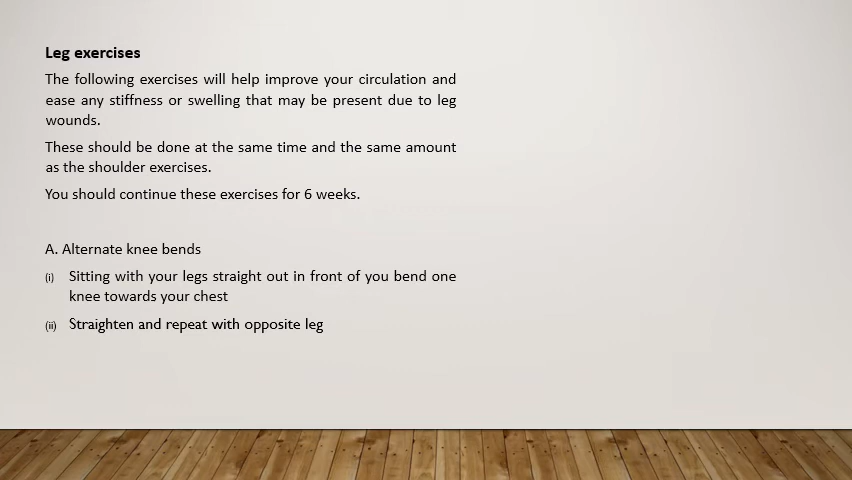 Leg exercises
The following exercises will help improve your circulation and
ease any stiffness or swelling that may be present due to leg
wounds.
These should be done at the same time and the same amount
as the shoulder exercises.
You should continue these exercises for 6 weeks.
A. Alternate knee bends
(i) Sitting with your legs straight out in front of you bend one
knee towards your chest
(ii) Straighten and repeat with opposite leg